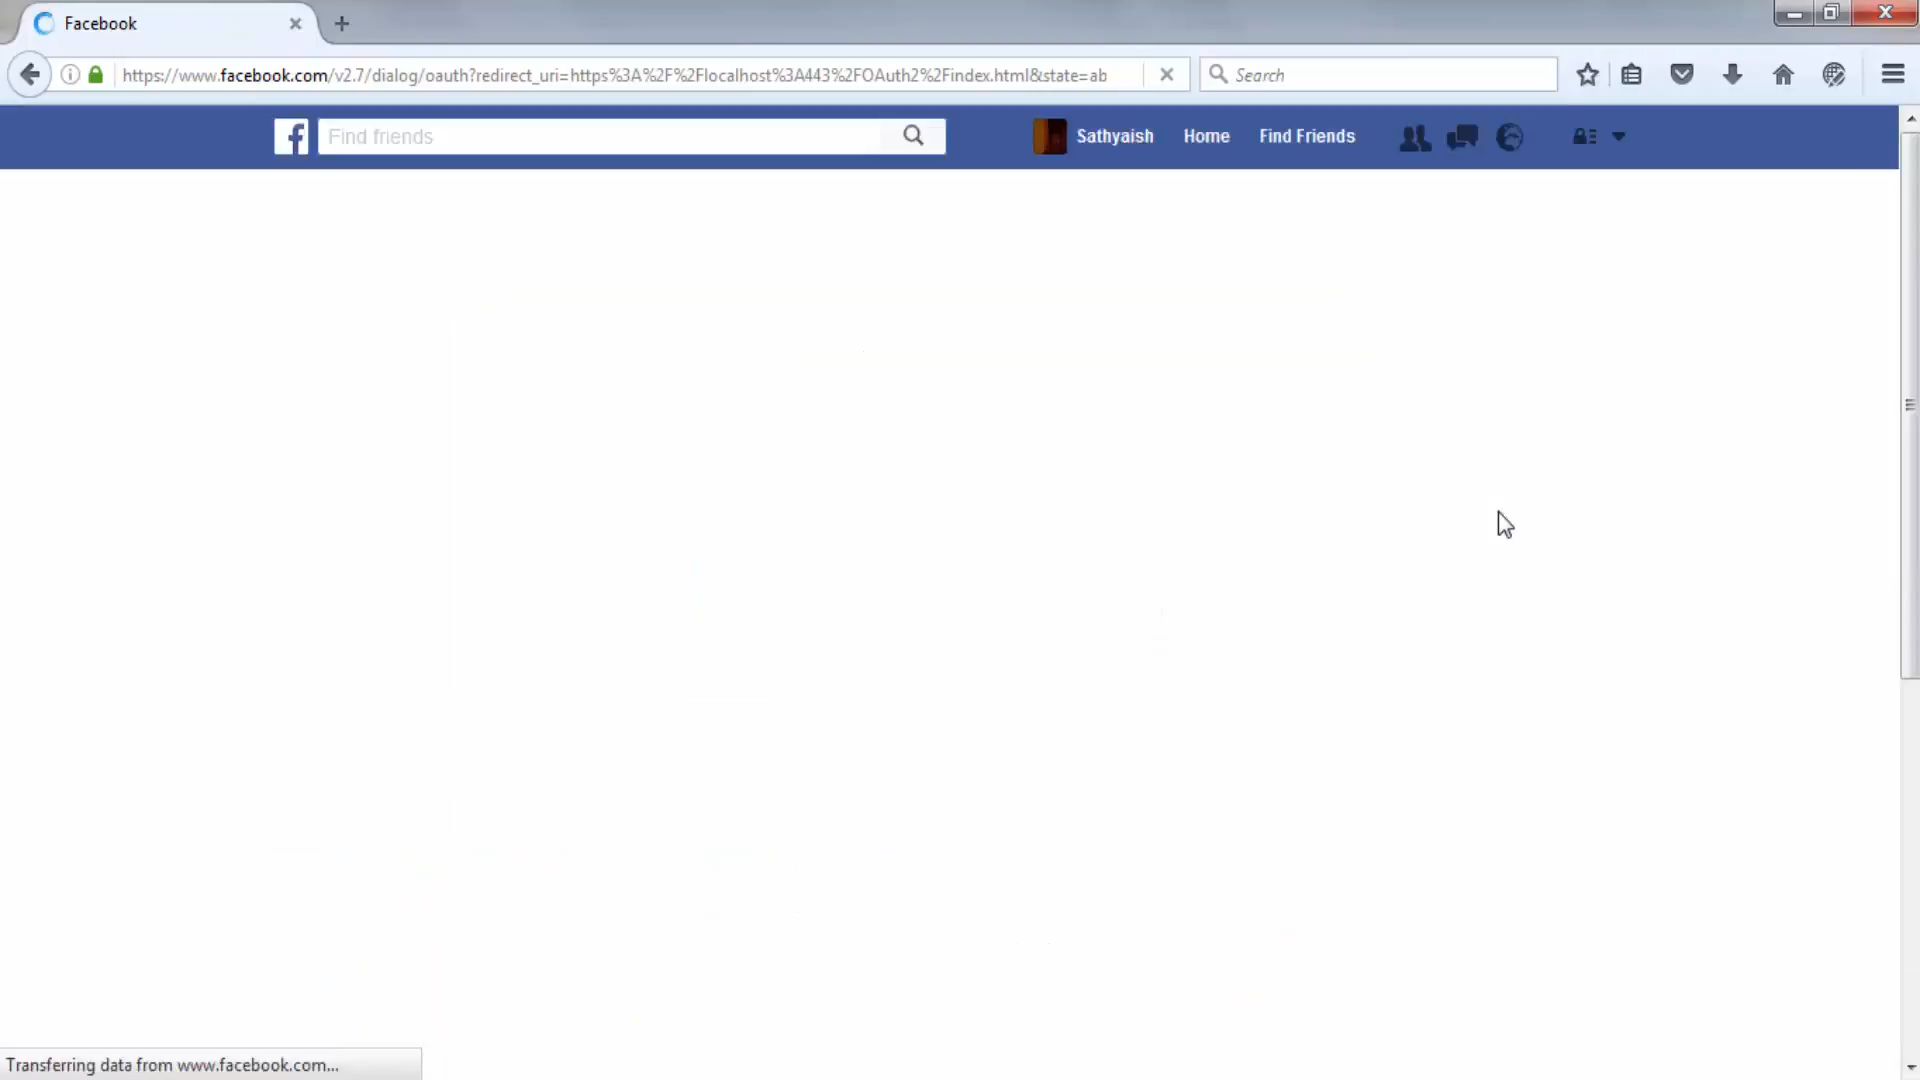 Facebook
https://www.facebook.com/v2.7/dialog/oauth?redirect_uri=https%3A%2F%2Flocalhost%3A443%2FOAuth2%2Findex.html&state=ab
Search
Find friends
Sathyaish
Home
Find Friends
Transferring data from www.facebook.com...